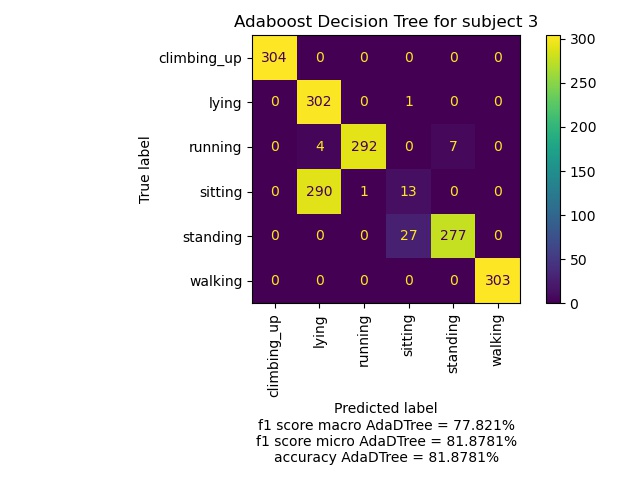 Adaboost Decision Tree for subject 3
True label
climbing_up 304 0 0 0 0 0
lying 0 302 0 1 0 0
running 0 4 292 0 7 0
sitting 0 290 1 13 0 0
standing 0 0 0 27 277 0
walking 0 0 0 0 0 303
climbing_up lying running sitting standing walking
300
250
200
150
100
50
0
Predicted label
f1 score macro AdaDTree = 77.821%
f1 score micro AdaDTree = 81.8781%
accuracy AdaDTree = 81.8781%